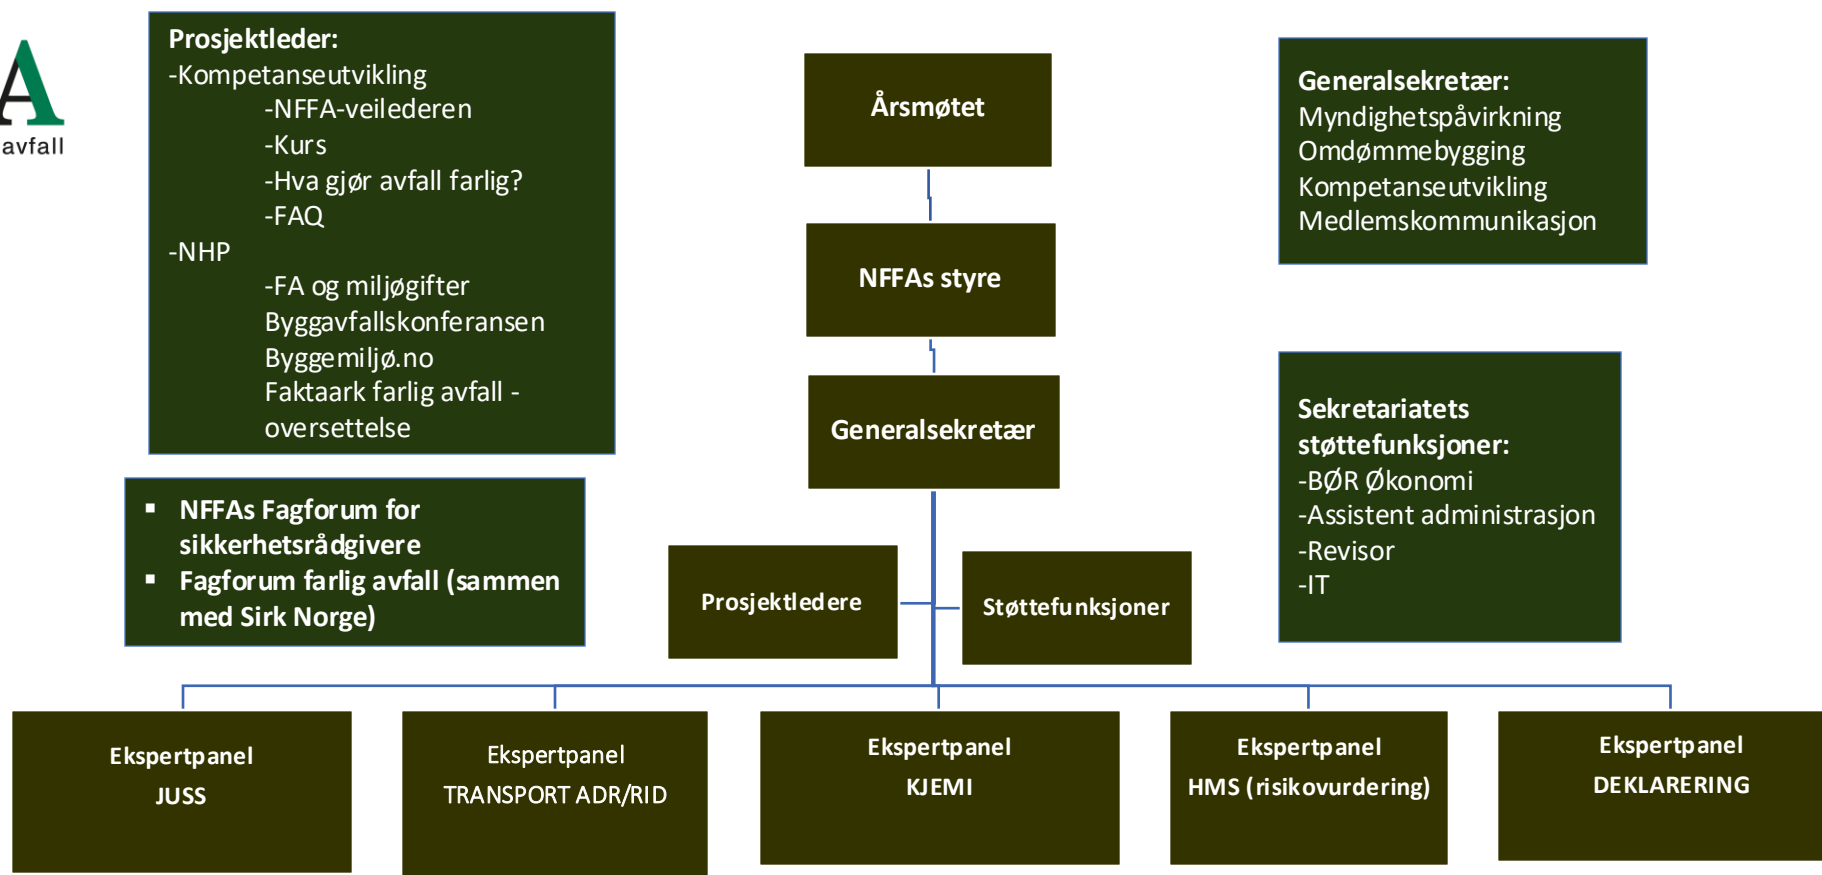 A
avfall
Prosjektleder:
-Kompetanseutvikling
-NFFA-veilederen
-Kurs
-Hva gjør avfall farlig?
-FAQ
-NHP
-FA og miljøgifter
Byggavfallskonferansen
Byggemiljø.no
Faktaark farlig avfall -
oversettelse
▪ NFFAs Fagforum for
sikkerhetsrådgivere
▪ Fagforum farlig avfall (sammen
med Sirk Norge)
Årsmøtet
NFFAs styre
Generalsekretær
Prosjektledere
Støttefunksjoner
Generalsekretær:
Myndighetspåvirkning
Omdømmebygging
Kompetanseutvikling
Medlemskommunikasjon
Sekretariatets
støttefunksjoner:
-BØR Økonomi
-Assistent administrasjon
-Revisor
-IT
Ekspertpanel
JUSS
Ekspertpanel
TRANSPORT ADR/RID
Ekspertpanel
KJEMI
Ekspertpanel
HMS (risikovurdering)
Ekspertpanel
DEKLARERING